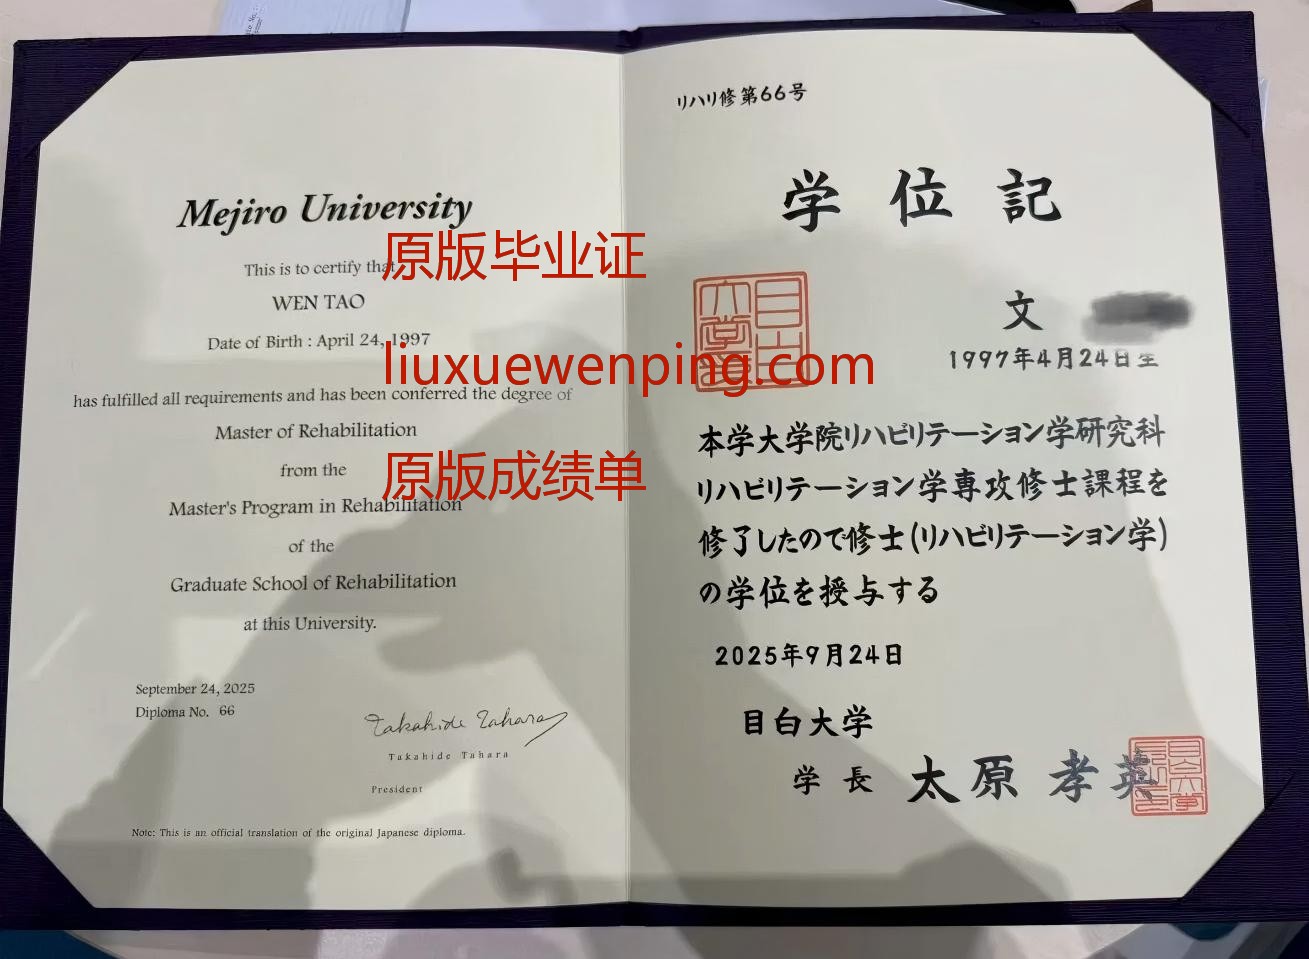 Mejiro University
This is to certify that
WEN TAO
Date of Birth : April 24, 1997
has fulfilled all requirements and has been conferred the degree of
Master of Rehabilitation
from the
Master's Program in Rehabilitation
of the
Graduate School of Rehabilitation
at this University.
September 24, 2025
Diploma No. 66
Takahide Tahara
Takahide Tahara
President
Note: This is an official translation of the original Japanese diploma.
リハリ修第66号
学位記
文
1997年4月24日生
本学大学院リハビリテーション学研究科
リハビリテーション学専攻修士課程を
修了したので修士(リハビリテーション学)
の学位を授与する
2025年9月24日
目白大学
学長 太原 孝英
原版毕业证
liuxuewenping.com
原版成绩单